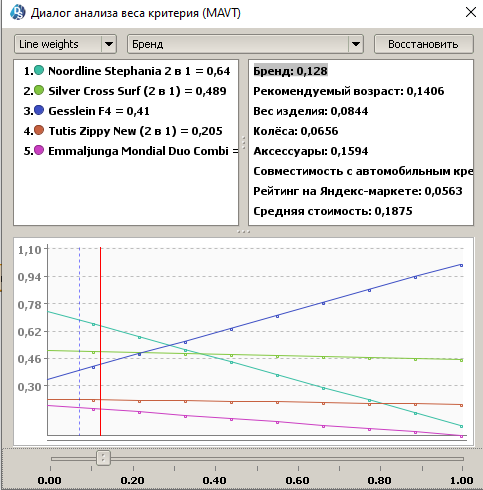 Диалог анализа веса критерия (MAVT)
Line weights
Бренд
Восстановить
1. Noordline Stephania 2 в 1 = 0,64
2. Silver Cross Surf (2 в 1) = 0,489
3. Gesslein F4 = 0,41
4. Tutis Zippy New (2 в 1) = 0,205
5. Emmaljunga Mondial Duo Combi =
Бренд: 0,128
Рекомендуемый возраст: 0,1406
Вес изделия: 0,0844
Колёса: 0,0656
Аксессуары: 0,1594
Совместимость с автомобильным кре
Рейтинг на Яндекс-маркете: 0,0563
Средняя стоимость: 0,1875
1,10
0,94
0,78
0,62
0,46
0,30
0.00 0.20 0.40 0.60 0.80 1.00